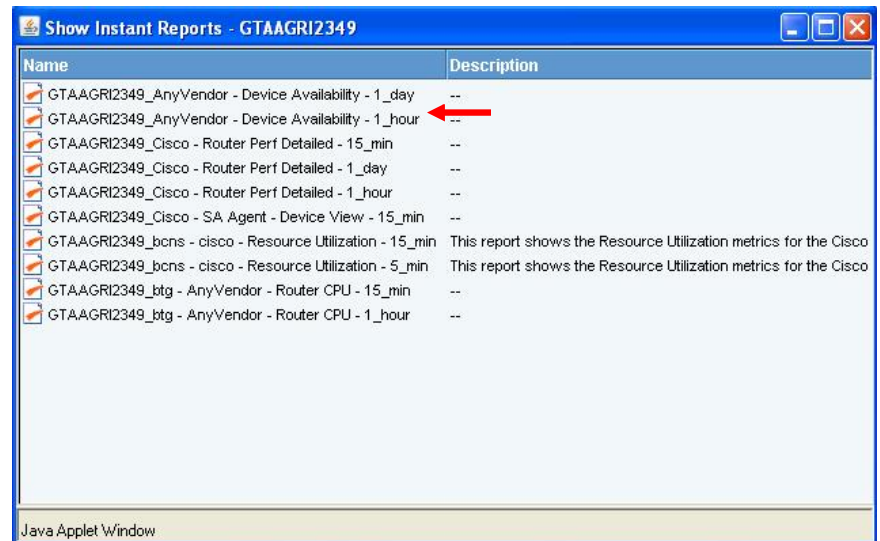 Show Instant Reports - GTAAGRI2349
Name Description
GTAAGRI2349_AnyVendor - Device Availability - 1_day --
GTAAGRI2349_AnyVendor - Device Availability - 1_hour --
GTAAGRI2349_Cisco - Router Perf Detailed - 15_min --
GTAAGRI2349_Cisco - Router Perf Detailed - 1_day --
GTAAGRI2349_Cisco - Router Perf Detailed - 1_hour --
GTAAGRI2349_Cisco - SA Agent - Device View - 15_min --
GTAAGRI2349_bcns - cisco - Resource Utilization - 15_min This report shows the Resource Utilization metrics for the Cisco
GTAAGRI2349_bcns - cisco - Resource Utilization - 5_min This report shows the Resource Utilization metrics for the Cisco
GTAAGRI2349_btg - AnyVendor - Router CPU - 15_min --
GTAAGRI2349_btg - AnyVendor - Router CPU - 1_hour --
Java Applet Window